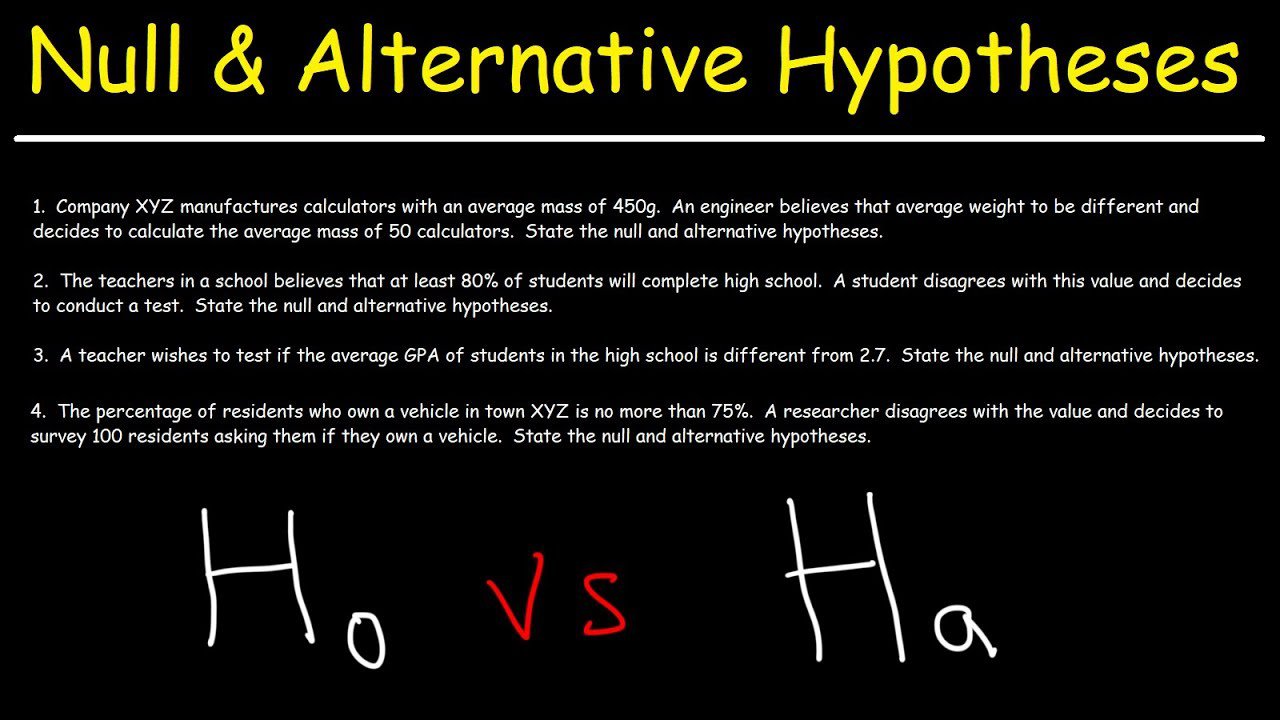 Null & Alternative Hypotheses
1. Company XYZ manufactures calculators with an average mass of 450g. An engineer believes that average weight to be different and
decides to calculate the average mass of 50 calculators. State the null and alternative hypotheses.
2. The teachers in a school believes that at least 80% of students will complete high school. A student disagrees with this value and decides
to conduct a test. State the null and alternative hypotheses.
3. A teacher wishes to test if the average GPA of students in the high school is different from 2.7. State the null and alternative hypotheses.
4. The percentage of residents who own a vehicle in town XYZ is no more than 75%. A researcher disagrees with the value and decides to
survey 100 residents asking them if they own a vehicle. State the null and alternative hypotheses.
H₀ vs Hₐ